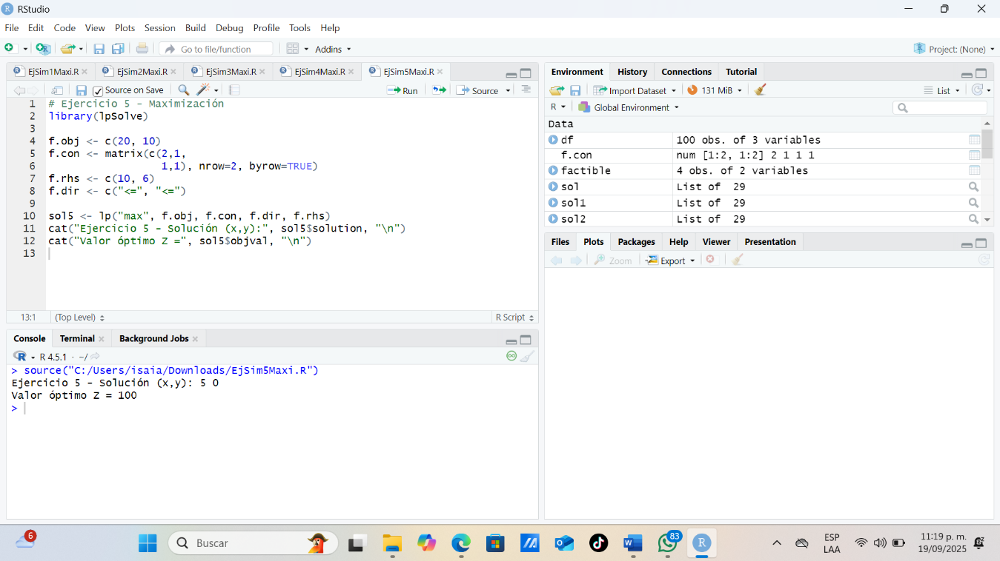 RStudio
File Edit Code View Plots Session Build Debug Profile Tools Help
Go to file/function Addins Project: (None)
EjSim1Maxi.R EjSim2Maxi.R EjSim3Maxi.R EjSim4Maxi.R EjSim5Maxi.R
Source on Save Run Source
1 # Ejercicio 5 - Maximización
2 library(lpSolve)
3
4 f.obj <- c(20, 10)
5 f.con <- matrix(c(2,1,
6 1,1), nrow=2, byrow=TRUE)
7 f.rhs <- c(10, 6)
8 f.dir <- c("<=", "<=")
9
10 sol5 <- lp("max", f.obj, f.con, f.dir, f.rhs)
11 cat("Ejercicio 5 - Solución (x,y):", sol5$solution, "\n")
12 cat("Valor óptimo Z =", sol5$objval, "\n")
13
13:1 (Top Level) R Script
Console Terminal Background Jobs
R 4.5.1 · ~/
> source("C:/Users/isaia/Downloads/EjSim5Maxi.R")
Ejercicio 5 - Solución (x,y): 5 0
Valor óptimo Z = 100
>
Environment History Connections Tutorial
Import Dataset 131 MiB List
R Global Environment
Data
df 100 obs. of 3 variables
f.con num [1:2, 1:2] 2 1 1 1
factible 4 obs. of 2 variables
sol List of 29
sol1 List of 29
sol2 List of 29
Files Plots Packages Help Viewer Presentation
Zoom Export
6 Buscar 83 ESP
LAA
11:19 p. m.
19/09/2025